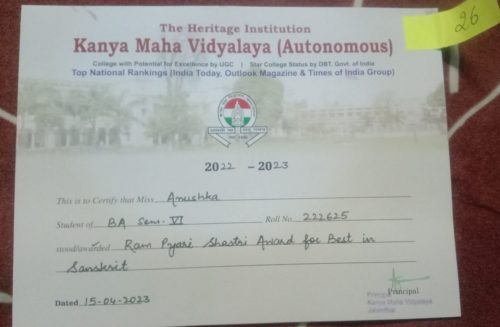 26
The Heritage Institution
Kanya Maha Vidyalaya (Autonomous)
College with Potential for Excellence by UGC | Star College Status by DBT, Govt. of India
Top National Rankings (India Today, Outlook Magazine & Times of India Group)
2022 - 2023
This is to Certify that Miss Anushka
Student of BA Sem-VI Roll No. 222625
stood/awarded Ram Pyari Shastri Award for Best in
Sanskrit
Dated 15-04-2023
Principal
Principal
Kanya Maha Vidyalaya
Jalandhar